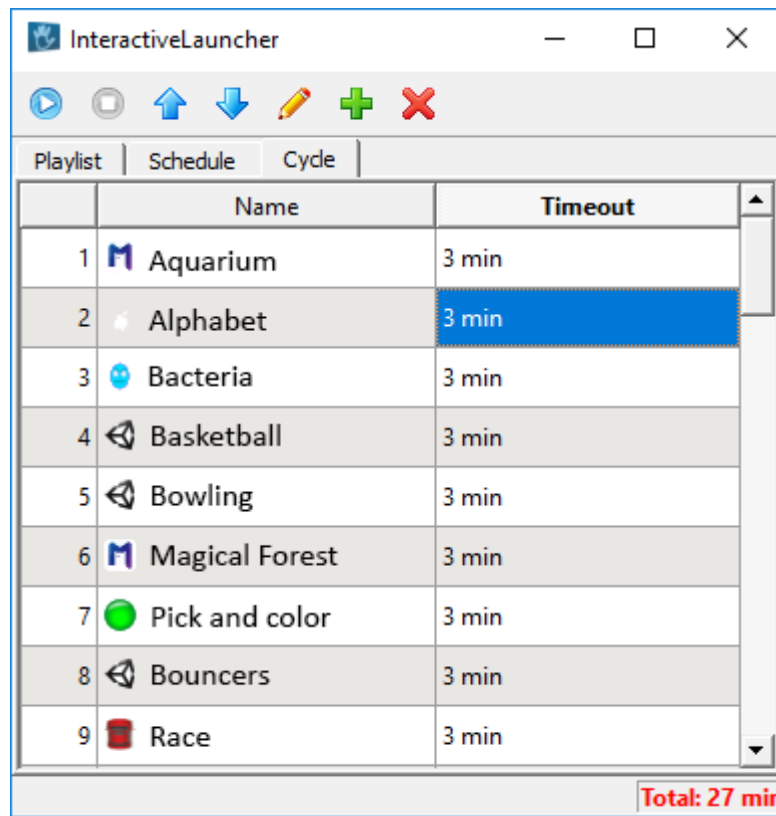 InteractiveLauncher
Playlist Schedule Cycle
Name Timeout
1 Aquarium 3 min
2 Alphabet 3 min
3 Bacteria 3 min
4 Basketball 3 min
5 Bowling 3 min
6 Magical Forest 3 min
7 Pick and color 3 min
8 Bouncers 3 min
9 Race 3 min
Total: 27 min